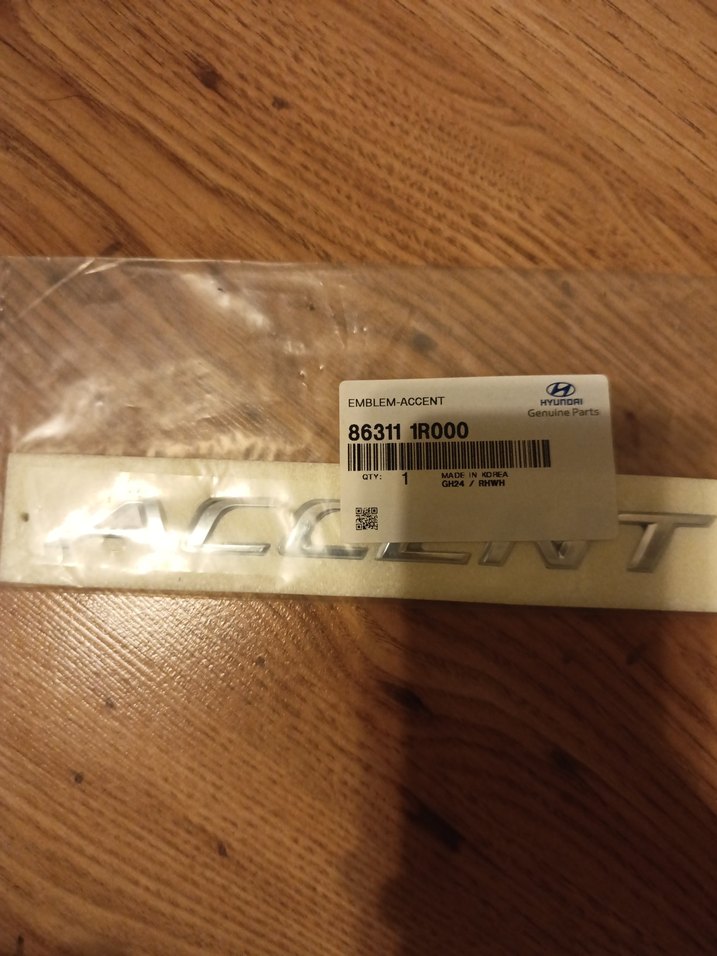 EMBLEM-ACCENT
HYUNDAI
Genuine Parts
86311 1R000
QTY: 1
MADE IN KOREA
GH24 / RHWH
ACCENT